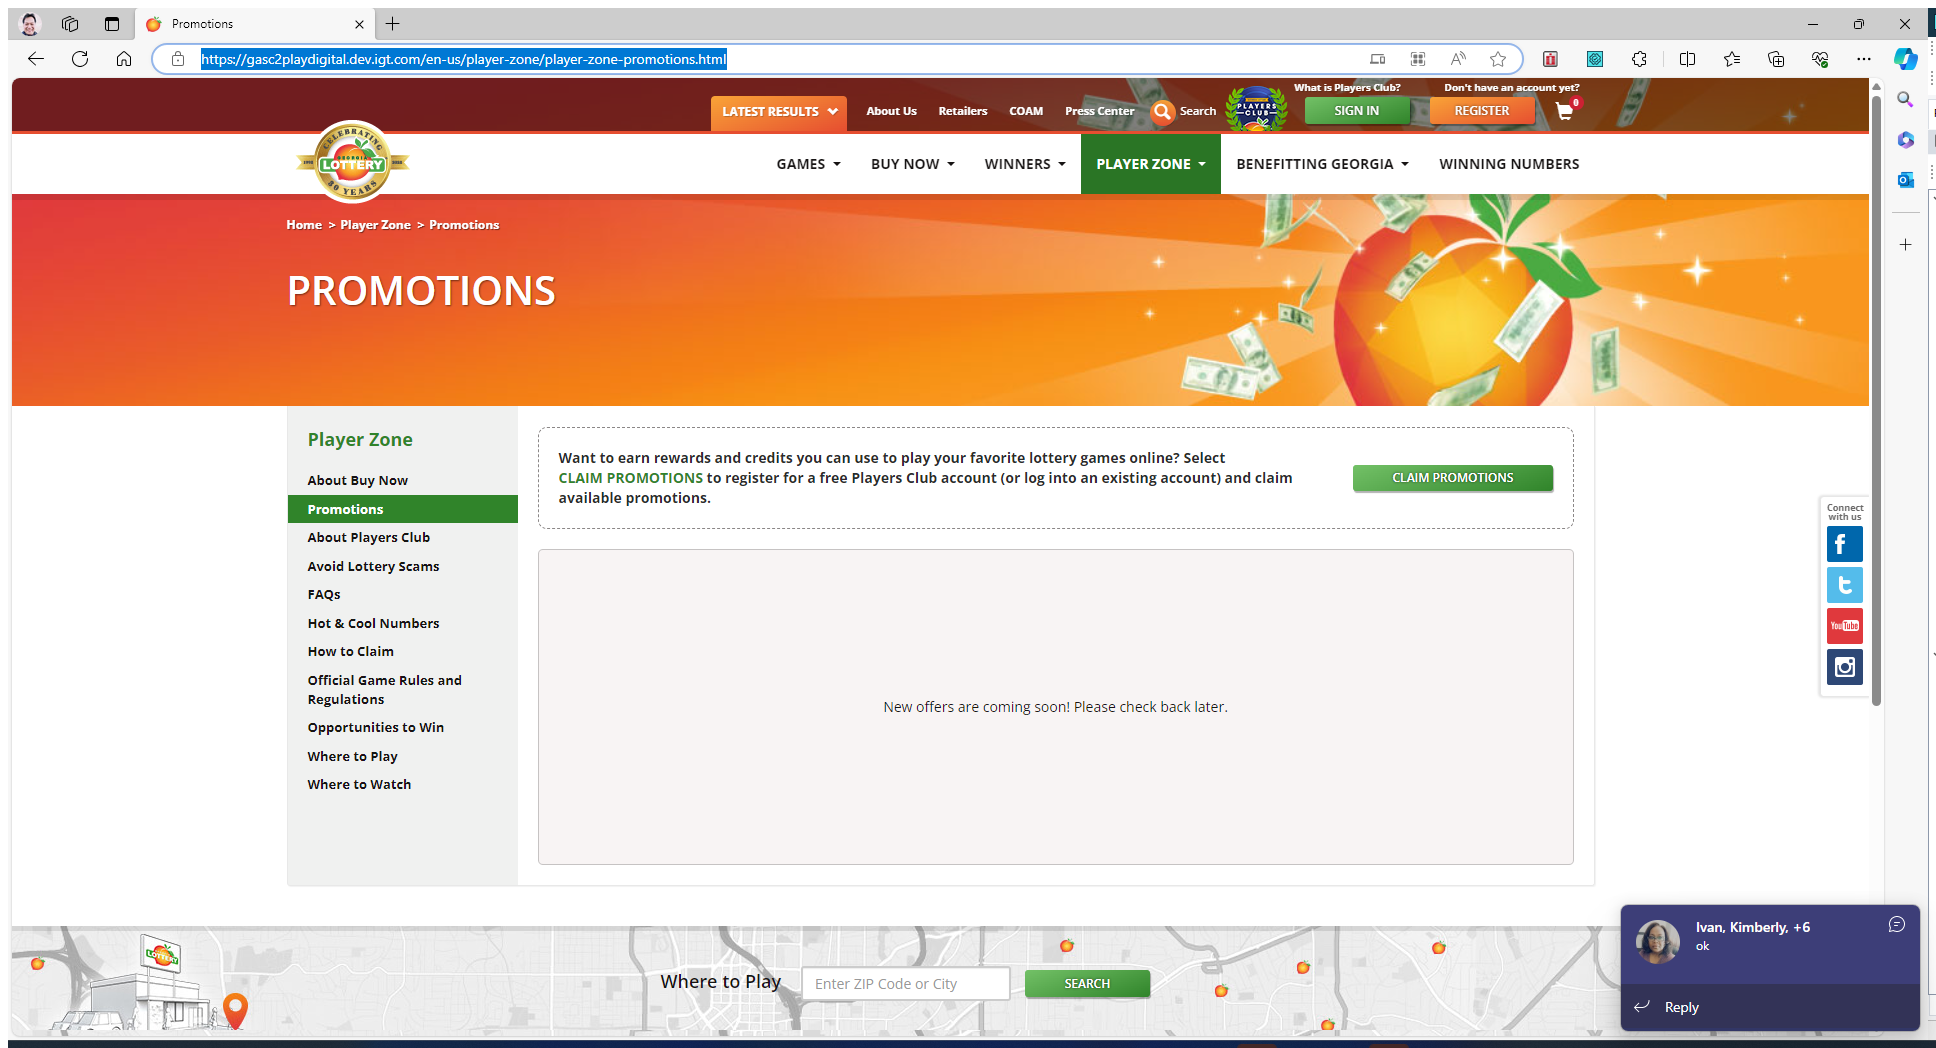 Promotions
https://gasc2playdigital.dev.igt.com/en-us/player-zone/player-zone-promotions.html
What is Players Club?
Don't have an account yet?
LATEST RESULTS
About Us
Retailers
COAM
Press Center
Search
PLAYERS
CLUB
SIGN IN
REGISTER
0
CELEBRATING
GEORGIA
LOTTERY
30 YEARS
GAMES
BUY NOW
WINNERS
PLAYER ZONE
BENEFITTING GEORGIA
WINNING NUMBERS
Home > Player Zone > Promotions
PROMOTIONS
Player Zone
About Buy Now
Promotions
About Players Club
Avoid Lottery Scams
FAQs
Hot & Cool Numbers
How to Claim
Official Game Rules and
Regulations
Opportunities to Win
Where to Play
Where to Watch
Want to earn rewards and credits you can use to play your favorite lottery games online? Select
CLAIM PROMOTIONS to register for a free Players Club account (or log into an existing account) and claim
available promotions.
CLAIM PROMOTIONS
New offers are coming soon! Please check back later.
Connect
with us
f
t
YouTube
LOTTERY
Where to Play
Enter ZIP Code or City
SEARCH
Ivan, Kimberly, +6
ok
Reply